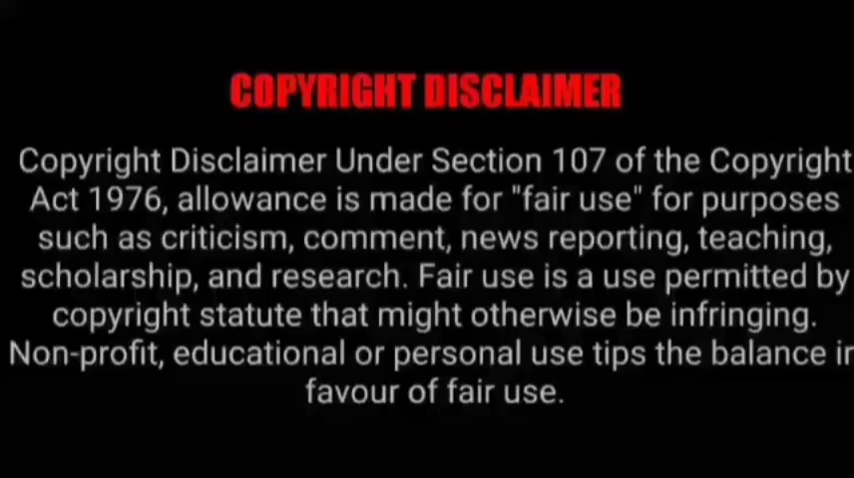 COPYRIGHT DISCLAIMER
Copyright Disclaimer Under Section 107 of the Copyright
Act 1976, allowance is made for "fair use" for purposes
such as criticism, comment, news reporting, teaching,
scholarship, and research. Fair use is a use permitted by
copyright statute that might otherwise be infringing.
Non-profit, educational or personal use tips the balance in
favour of fair use.